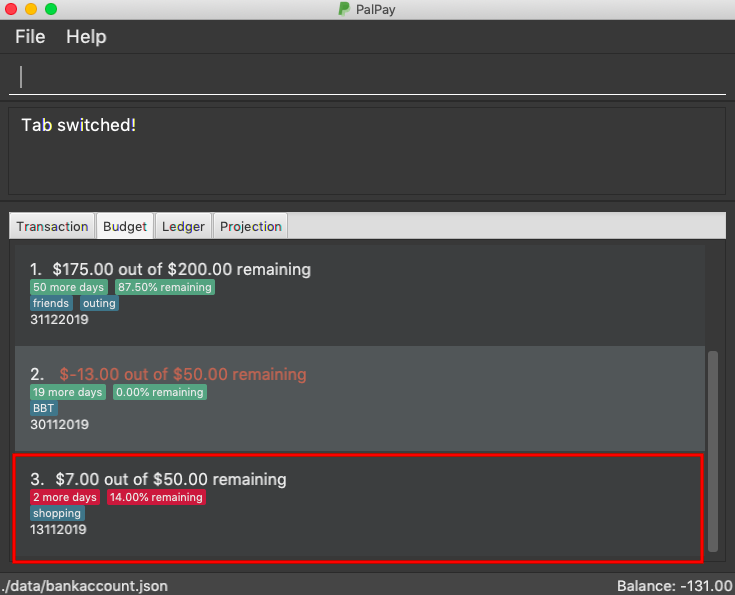 PalPay
File Help
Tab switched!
Transaction Budget Ledger Projection
1. $175.00 out of $200.00 remaining
50 more days 87.50% remaining
friends outing
31122019
2. $-13.00 out of $50.00 remaining
19 more days 0.00% remaining
BBT
30112019
3. $7.00 out of $50.00 remaining
2 more days 14.00% remaining
shopping
13112019
./data/bankaccount.json Balance: -131.00